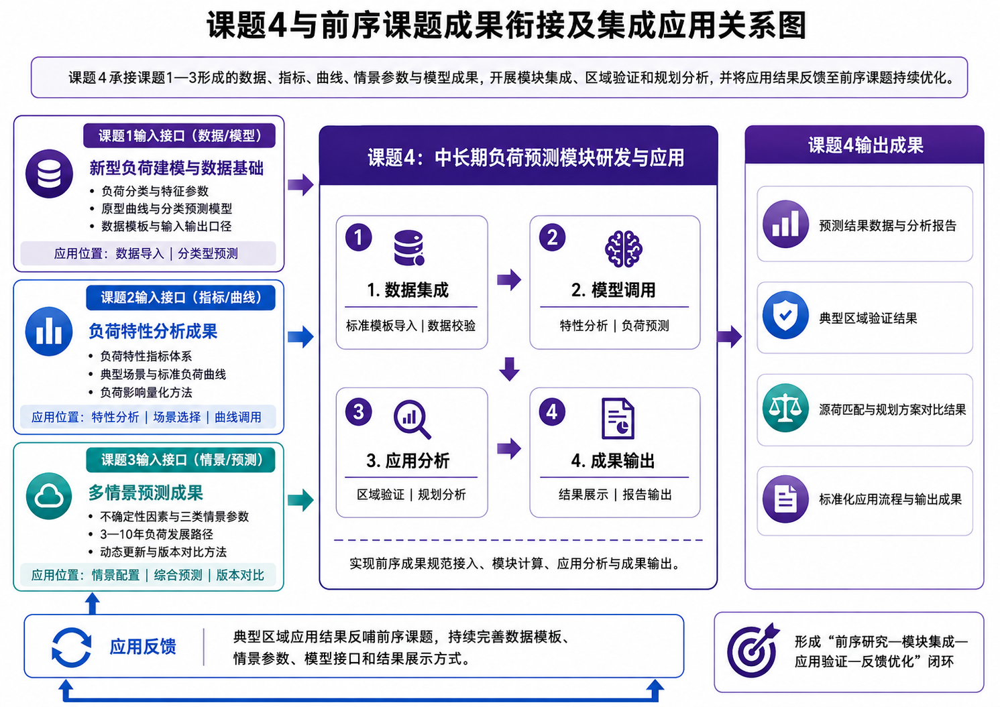 课题4与前序课题成果衔接及集成应用关系图
课题4承接课题1—3形成的数据、指标、曲线、情景参数与模型成果，开展模块集成、区域验证和规划分析，并将应用结果反馈至前序课题持续优化。
课题1输入接口（数据/模型）
新型负荷建模与数据基础
• 负荷分类与特征参数
• 原型曲线与分类预测模型
• 数据模板与输入输出口径
应用位置：数据导入 | 分类型预测
课题2输入接口（指标/曲线）
负荷特性分析成果
• 负荷特性指标体系
• 典型场景与标准负荷曲线
• 负荷影响量化方法
应用位置：特性分析 | 场景选择 | 曲线调用
课题3输入接口（情景/预测）
多情景预测成果
• 不确定性因素与三类情景参数
• 3—10年负荷发展路径
• 动态更新与版本对比方法
应用位置：情景配置 | 综合预测 | 版本对比
课题4：中长期负荷预测模块研发与应用
1
1. 数据集成
标准模板导入 | 数据校验
2
2. 模型调用
特性分析 | 负荷预测
3
3. 应用分析
区域验证 | 规划分析
4
4. 成果输出
结果展示 | 报告输出
实现前序成果规范接入、模块计算、应用分析与成果输出。
课题4输出成果
预测结果数据与分析报告
典型区域验证结果
源荷匹配与规划方案对比结果
标准化应用流程与输出成果
应用反馈
典型区域应用结果反哺前序课题，持续完善数据模板、
情景参数、模型接口和结果展示方式。
形成“前序研究—模块集成—
应用验证—反馈优化”闭环